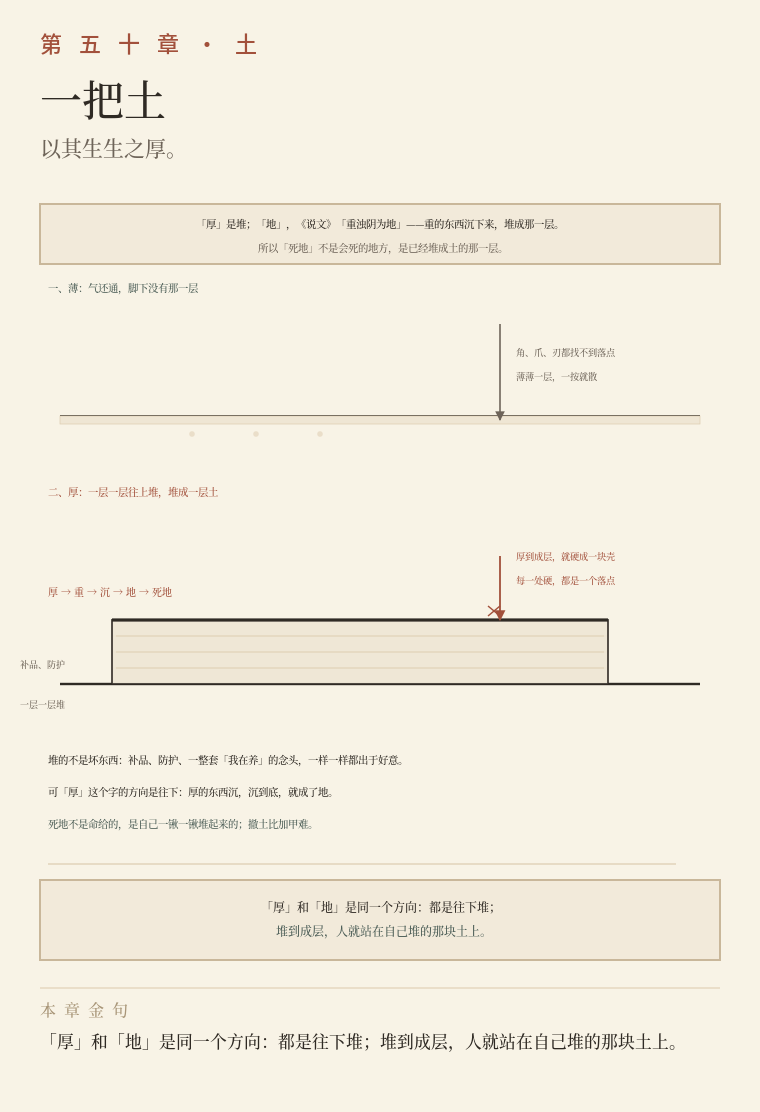 第五十章·土
一把土
以其生生之厚。
「厚」是堆；「地」，《说文》「重浊阴为地」——重的东西沉下来，堆成那一层。
所以「死地」不是会死的地方，是已经堆成土的那一层。
一、薄：气还通，脚下没有那一层
角、爪、刃都找不到落点
薄薄一层，一按就散
二、厚：一层一层往上堆，堆成一层土
厚到成层，就硬成一块壳
每一处硬，都是一个落点
厚 → 重 → 沉 → 地 → 死地
补品、防护
一层一层堆
堆的不是坏东西：补品、防护、一整套「我在养」的念头，一样一样都出于好意。
可「厚」这个字的方向是往下：厚的东西沉，沉到底，就成了地。
死地不是命给的，是自己一锹一锹堆起来的；撤土比加甲难。
「厚」和「地」是同一个方向：都是往下堆；
堆到成层，人就站在自己堆的那块土上。
本章金句
「厚」和「地」是同一个方向：都是往下堆；堆到成层，人就站在自己堆的那块土上。